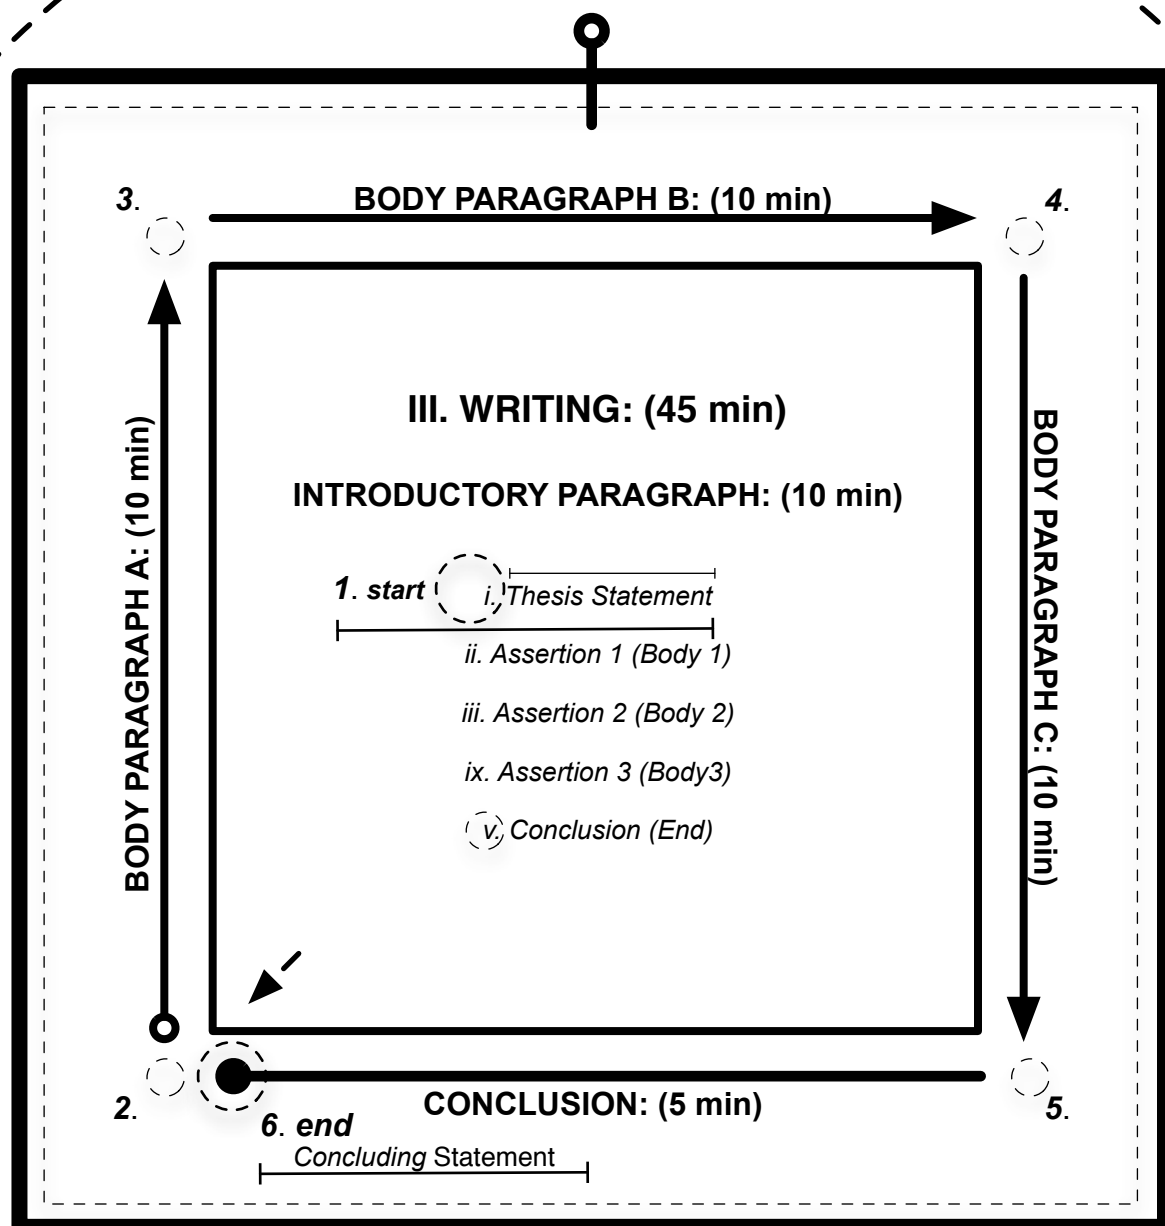 3.
BODY PARAGRAPH B: (10 min)
4.
III. WRITING: (45 min)
INTRODUCTORY PARAGRAPH: (10 min)
1. start
i. Thesis Statement
ii. Assertion 1 (Body 1)
iii. Assertion 2 (Body 2)
ix. Assertion 3 (Body3)
v. Conclusion (End)
BODY PARAGRAPH A: (10 min)
BODY PARAGRAPH C: (10 min)
2.
CONCLUSION: (5 min)
5.
6. end
Concluding Statement